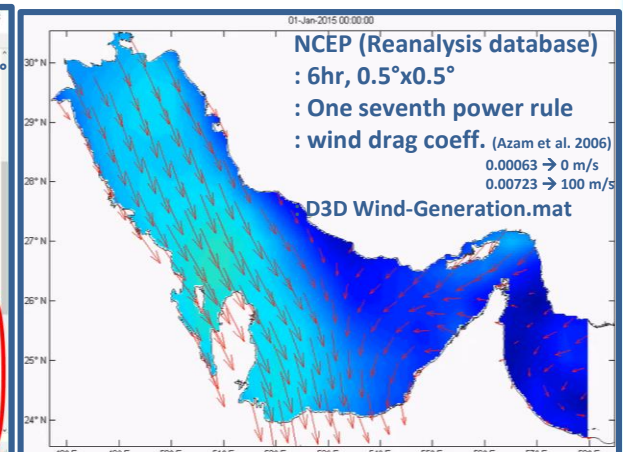 01-Jan-2015 00:00:00
NCEP (Reanalysis database)
: 6hr, 0.5°x0.5°
: One seventh power rule
: wind drag coeff. (Azam et al. 2006)
0.00063 → 0 m/s
0.00723 → 100 m/s
: D3D Wind-Generation.mat
30° N
29° N
28° N
27° N
26° N
25° N
24° N